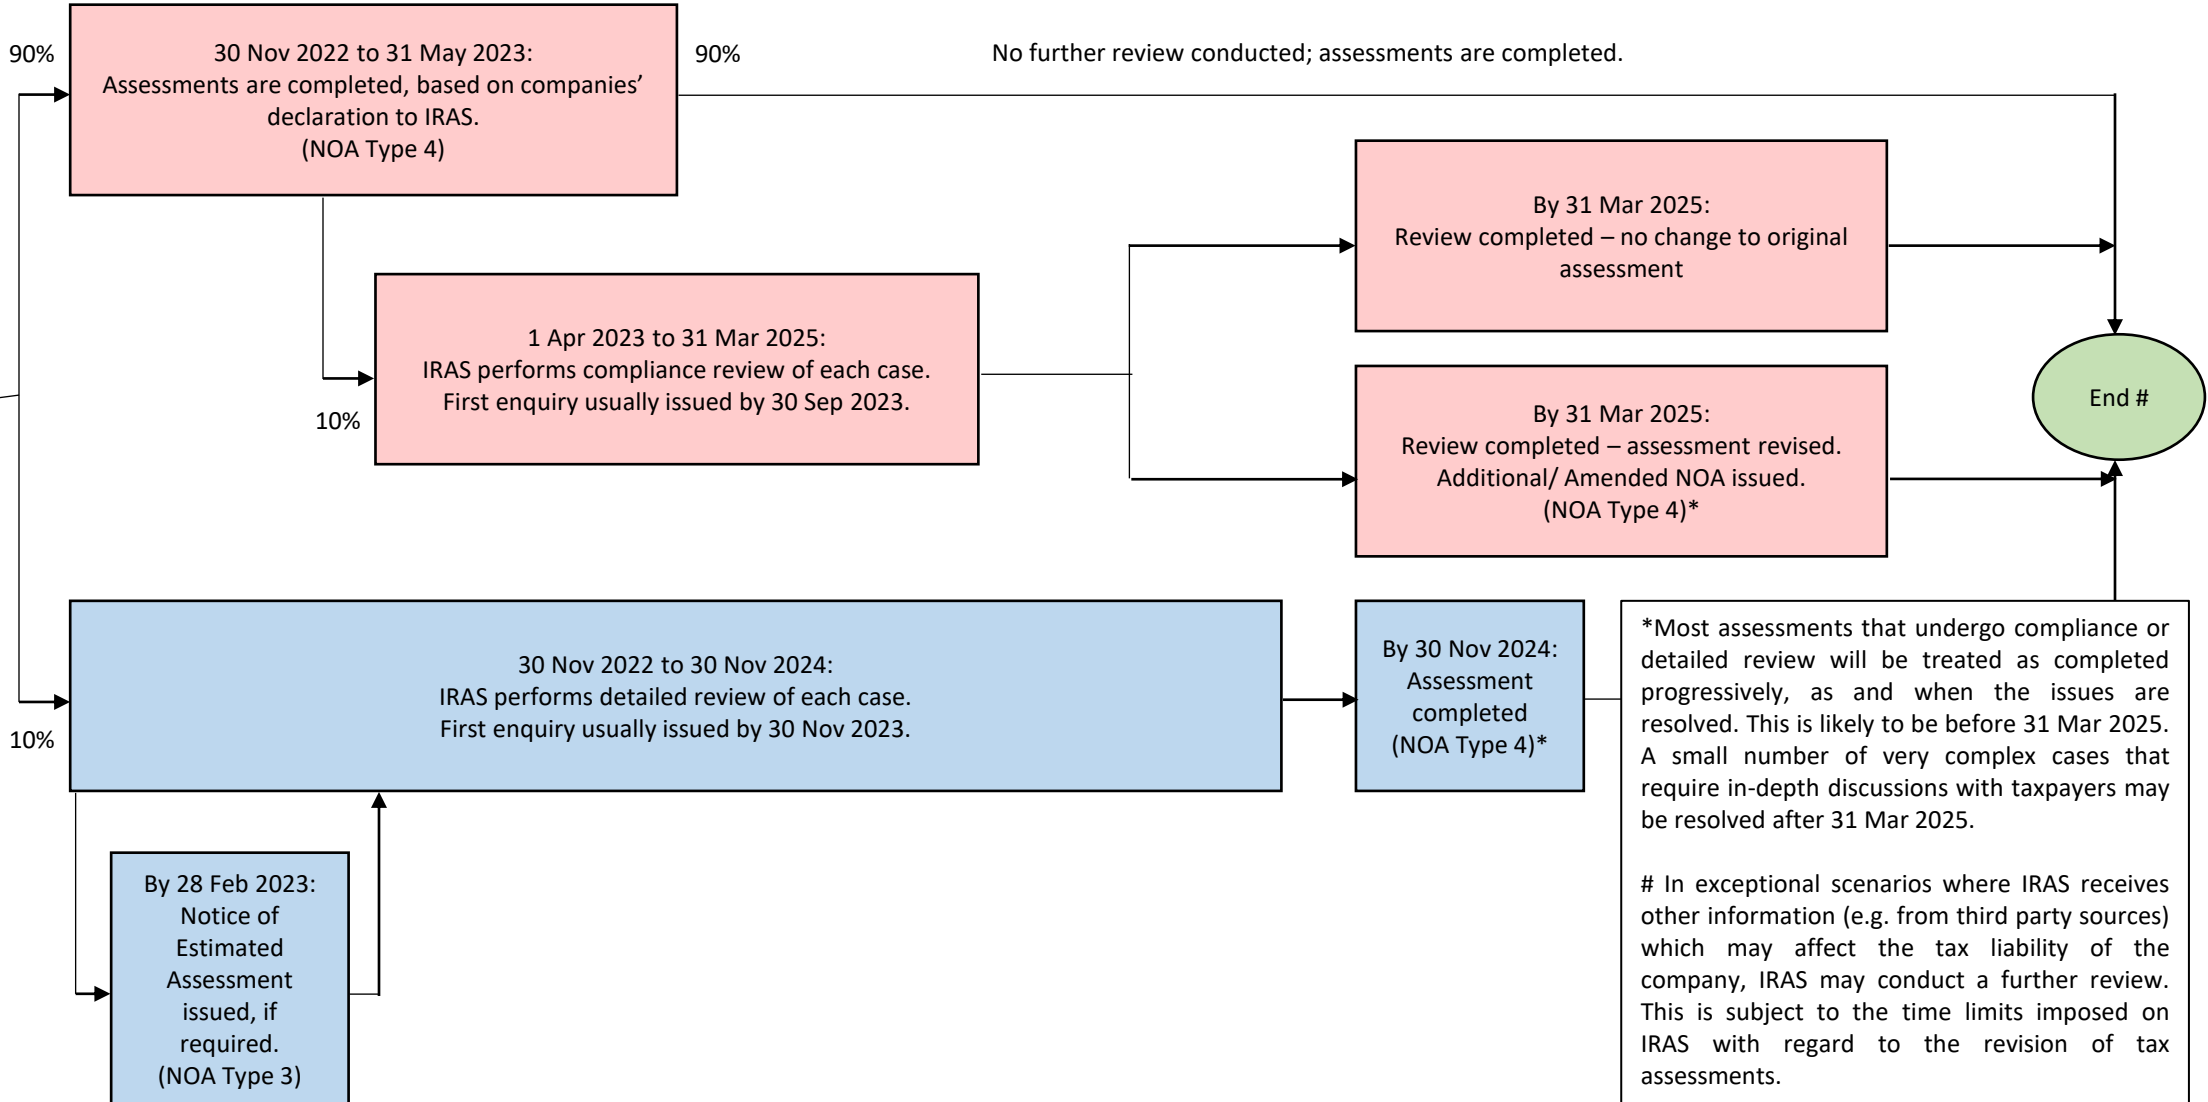 90%
30 Nov 2022 to 31 May 2023:
Assessments are completed, based on companies’
declaration to IRAS.
(NOA Type 4)
90%
No further review conducted; assessments are completed.
By 31 Mar 2025:
Review completed – no change to original
assessment
1 Apr 2023 to 31 Mar 2025:
IRAS performs compliance review of each case.
First enquiry usually issued by 30 Sep 2023.
10%
By 31 Mar 2025:
Review completed – assessment revised.
Additional/ Amended NOA issued.
(NOA Type 4)*
End #
10%
30 Nov 2022 to 30 Nov 2024:
IRAS performs detailed review of each case.
First enquiry usually issued by 30 Nov 2023.
By 30 Nov 2024:
Assessment
completed
(NOA Type 4)*
By 28 Feb 2023:
Notice of
Estimated
Assessment
issued, if
required.
(NOA Type 3)
*Most assessments that undergo compliance or
detailed review will be treated as completed
progressively, as and when the issues are
resolved. This is likely to be before 31 Mar 2025.
A small number of very complex cases that
require in-depth discussions with taxpayers may
be resolved after 31 Mar 2025.
# In exceptional scenarios where IRAS receives
other information (e.g. from third party sources)
which may affect the tax liability of the
company, IRAS may conduct a further review.
This is subject to the time limits imposed on
IRAS with regard to the revision of tax
assessments.